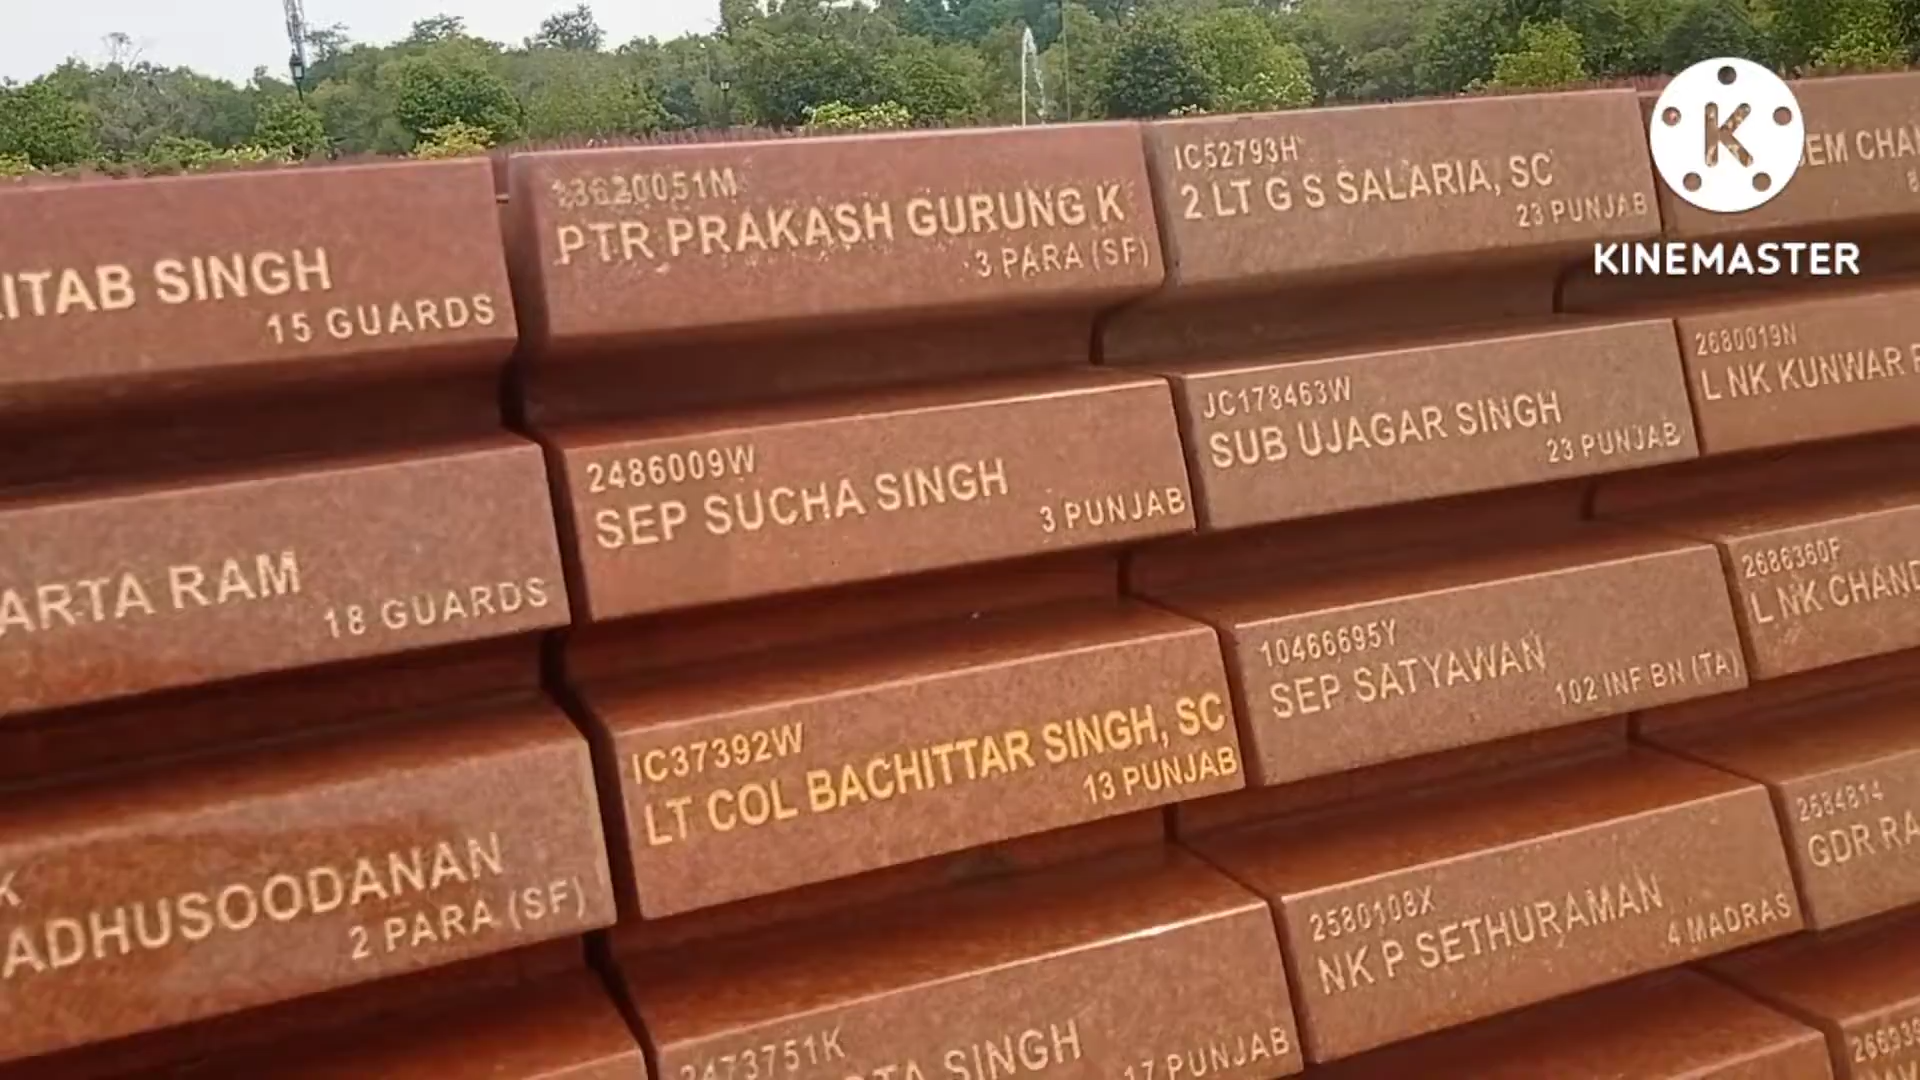 ITAB SINGH
15 GUARDS
13620051M
PTR PRAKASH GURUNG K
3 PARA (SF)
IC52793H
2 LT G S SALARIA, SC
23 PUNJAB
K
KINEMASTER
ARTA RAM
18 GUARDS
2486009W
SEP SUCHA SINGH
3 PUNJAB
JC178463W
SUB UJAGAR SINGH
23 PUNJAB
2680019N
L NK KUNWAR
K
ADHUSOODANAN
2 PARA (SF)
IC37392W
LT COL BACHITTAR SINGH, SC
13 PUNJAB
10466695Y
SEP SATYAWAN
102 INF BN (TA)
2686360F
L NK CHAND
2473751K
SINGH
17 PUNJAB
2580108X
NK P SETHURAMAN
4 MADRAS
2684814
GDR RA